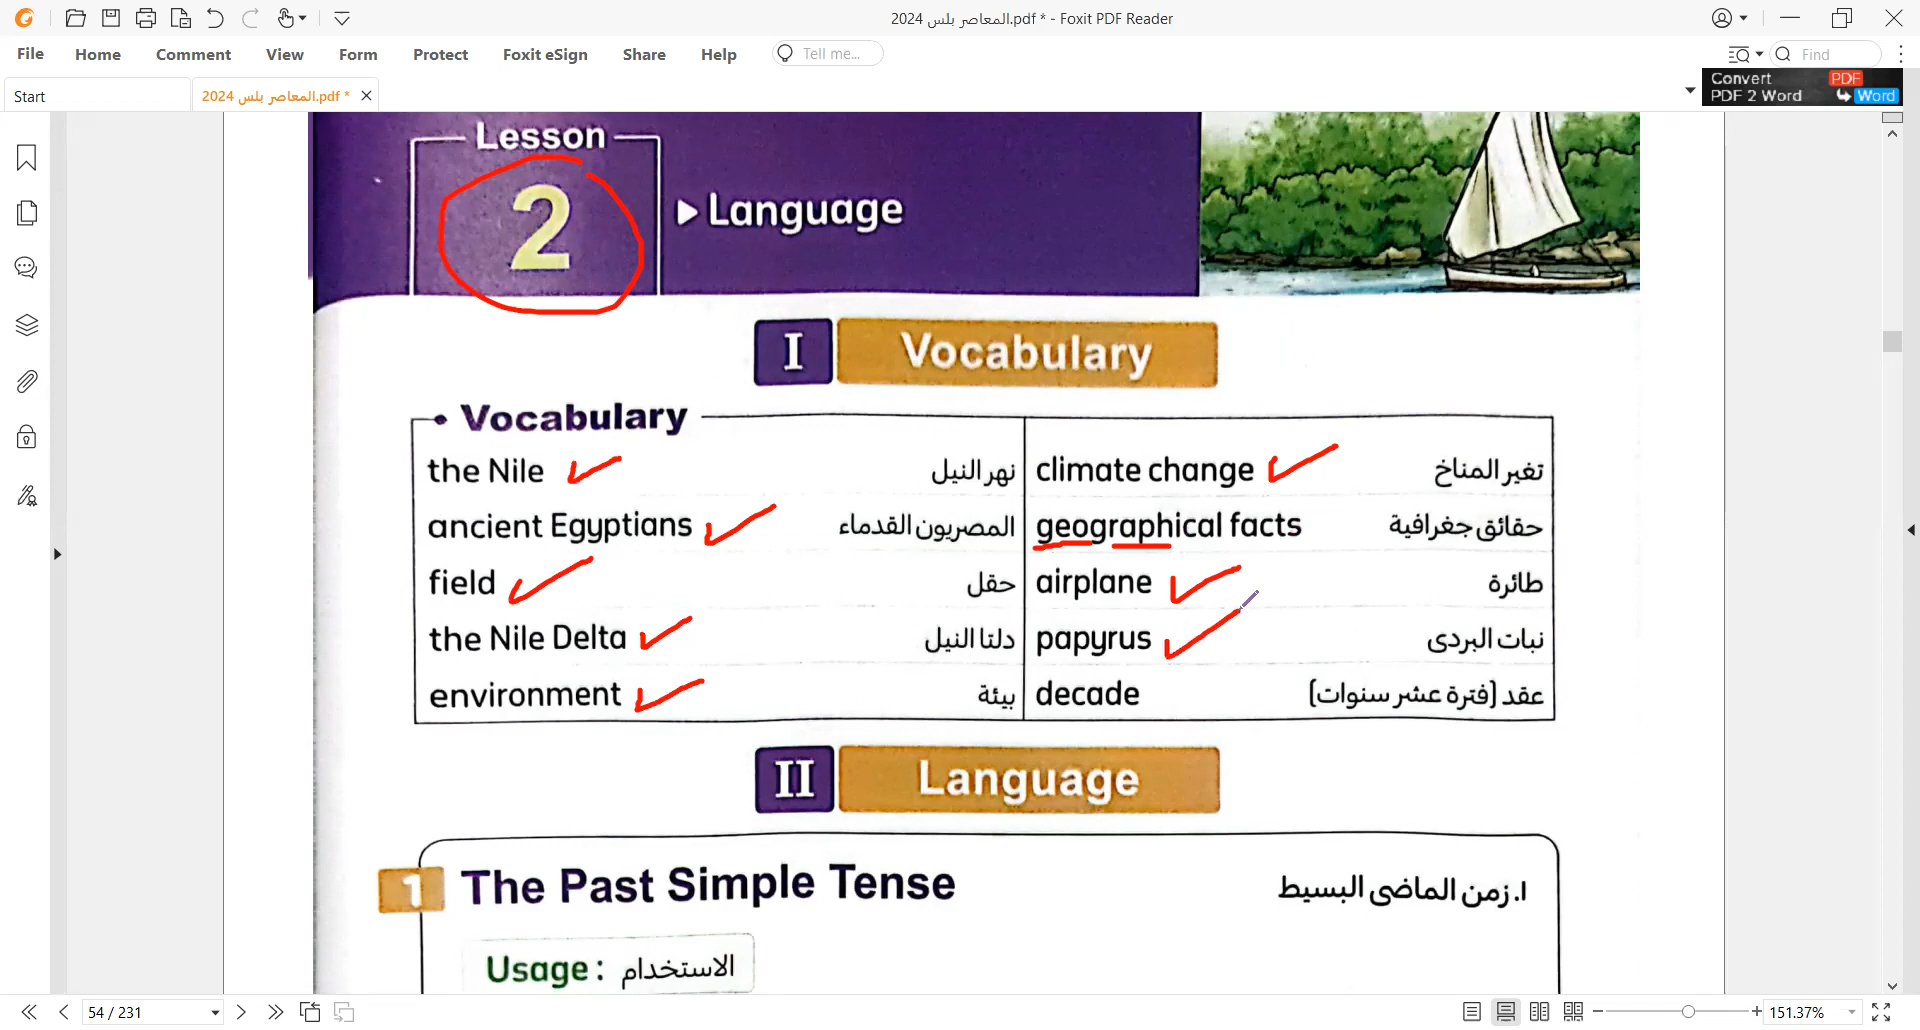 المعاصر بلس 2024.pdf * - Foxit PDF Reader
File Home Comment View Form Protect Foxit eSign Share Help Tell me... Find
Start المعاصر بلس 2024.pdf * Convert PDF
PDF 2 Word Word
Lesson
2
Language
I Vocabulary
Vocabulary
the Nile نهر النيل climate change تغير المناخ
ancient Egyptians المصريون القدماء geographical facts حقائق جغرافية
field حقل airplane طائرة
the Nile Delta دلتا النيل papyrus نبات البردى
environment بيئة decade عقد (فترة عشر سنوات)
II Language
1 The Past Simple Tense ١. زمن الماضى البسيط
Usage : الاستخدام
54 / 231 151.37%